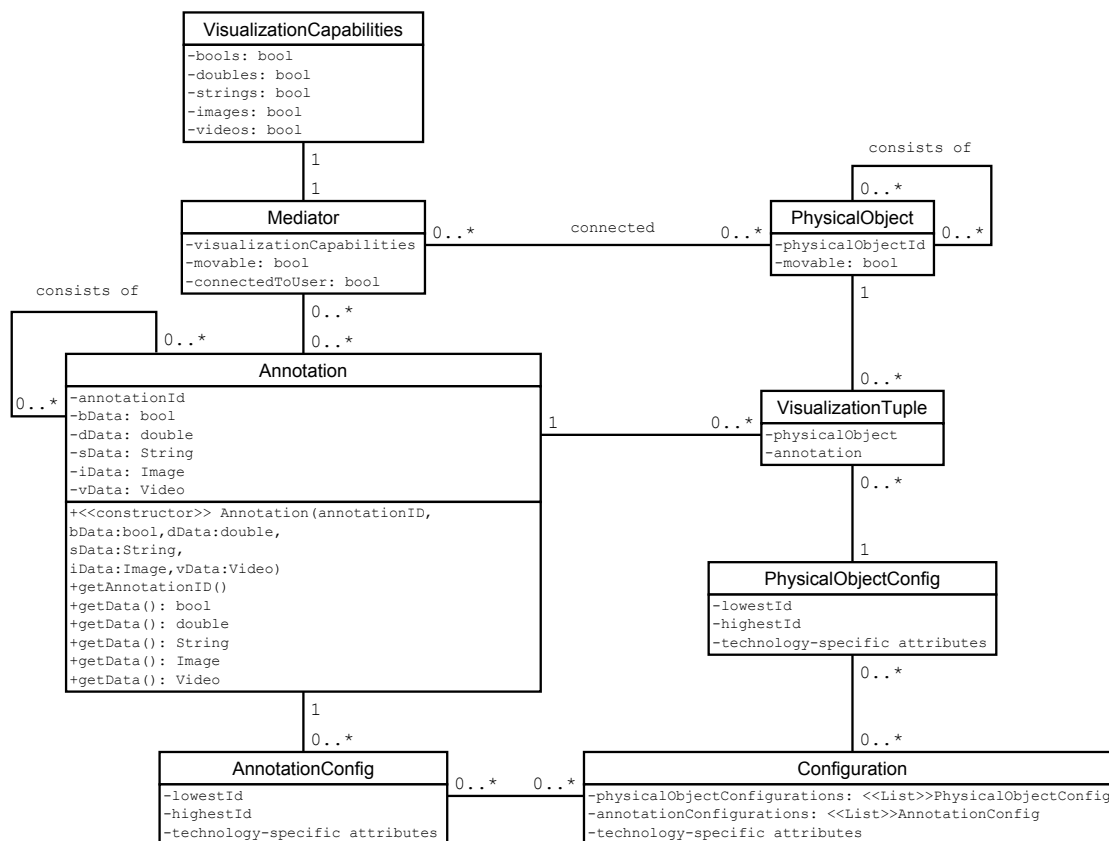 VisualizationCapabilities
-bools: bool
-doubles: bool
-strings: bool
-images: bool
-videos: bool
1
1
Mediator
-visualizationCapabilities
-movable: bool
-connectedToUser: bool
0..*
connected
0..*
consists of
0..*
0..*
PhysicalObject
-physicalObjectId
-movable: bool
1
0..*
consists of
0..*
0..*
0..*
0..*
Annotation
-annotationId
-bData: bool
-dData: double
-sData: String
-iData: Image
-vData: Video
+<<constructor>> Annotation(annotationID,
bData:bool,dData:double,
sData:String,
iData:Image,vData:Video)
+getAnnotationID()
+getData(): bool
+getData(): double
+getData(): String
+getData(): Image
+getData(): Video
1
0..*
VisualizationTuple
-physicalObject
-annotation
0..*
1
PhysicalObjectConfig
-lowestId
-highestId
-technology-specific attributes
0..*
0..*
1
0..*
AnnotationConfig
-lowestId
-highestId
-technology-specific attributes
0..*
0..*
Configuration
-physicalObjectConfigurations: <<List>>PhysicalObjectConfig
-annotationConfigurations: <<List>>AnnotationConfig
-technology-specific attributes